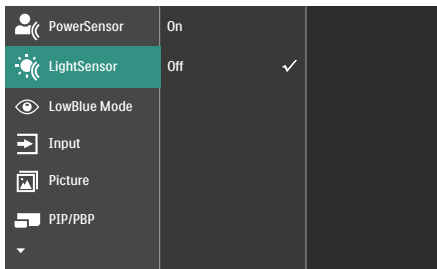 PowerSensor
On
LightSensor
Off
LowBlue Mode
Input
Picture
PIP/PBP